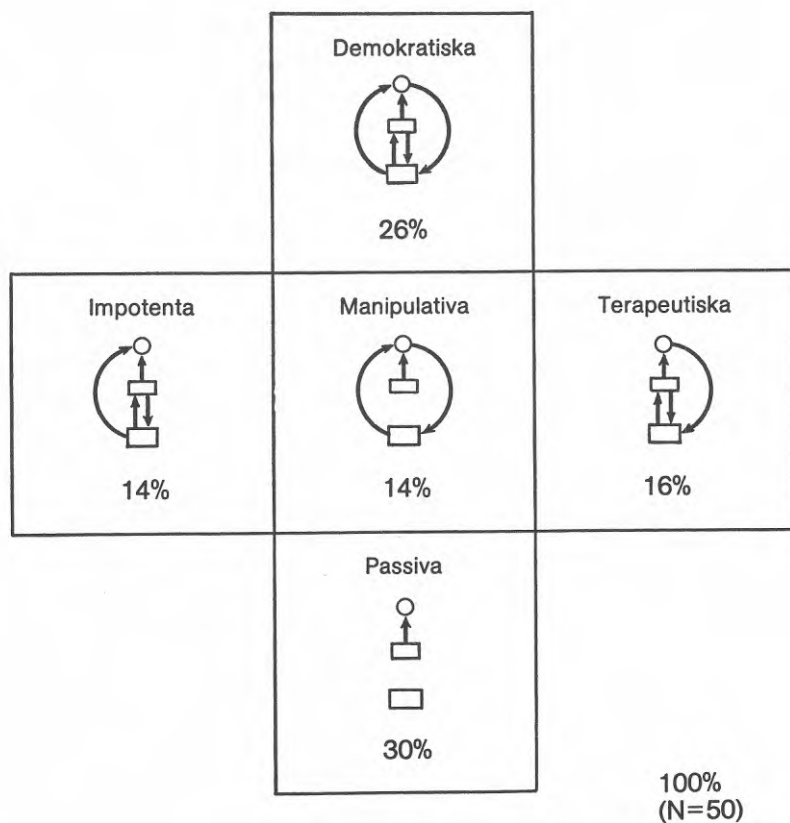 Demokratiska
26%
Impotenta
14%
Manipulativa
14%
Terapeutiska
16%
Passiva
30%
100%
(N=50)